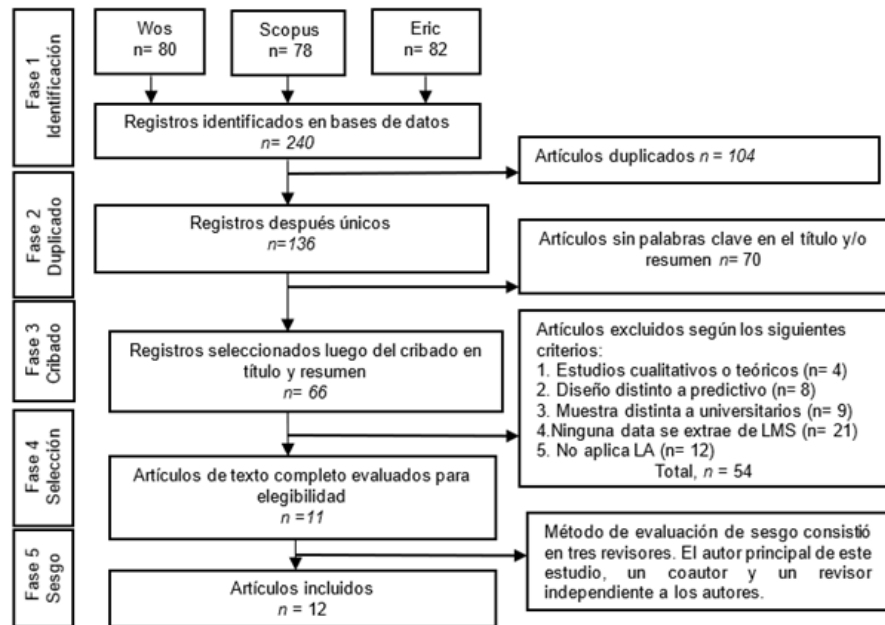 Fase 1
Identificación
Wos
n= 80
Scopus
n= 78
Eric
n= 82
Registros identificados en bases de datos
n= 240
Artículos duplicados n = 104
Fase 2
Duplicado
Registros después únicos
n=136
Artículos sin palabras clave en el título y/o
resumen n= 70
Fase 3
Cribado
Registros seleccionados luego del cribado en
título y resumen
n= 66
Artículos excluidos según los siguientes
criterios:
1. Estudios cualitativos o teóricos (n= 4)
2. Diseño distinto a predictivo (n= 8)
3. Muestra distinta a universitarios (n= 9)
4.Ninguna data se extrae de LMS (n= 21)
5. No aplica LA (n= 12)
Total, n = 54
Fase 4
Selección
Artículos de texto completo evaluados para
elegibilidad
n =11
Fase 5
Sesgo
Método de evaluación de sesgo consistió
en tres revisores. El autor principal de este
estudio, un coautor y un revisor
independiente a los autores.
Artículos incluidos
n = 12